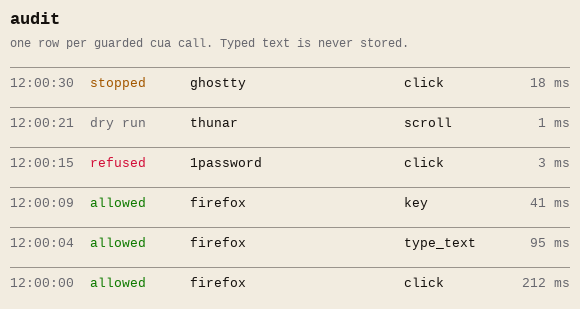 audit
one row per guarded cua call. Typed text is never stored.
12:00:30 stopped ghostty click 18 ms
12:00:21 dry run thunar scroll 1 ms
12:00:15 refused 1password click 3 ms
12:00:09 allowed firefox key 41 ms
12:00:04 allowed firefox type_text 95 ms
12:00:00 allowed firefox click 212 ms